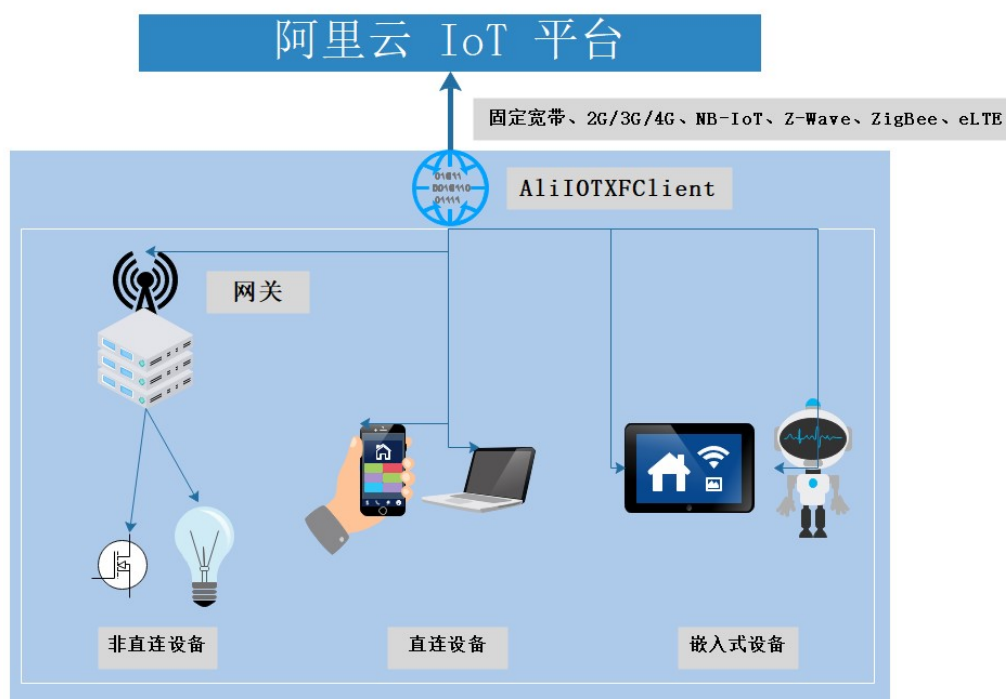 阿里云 IoT 平台
固定宽带、2G/3G/4G、NB-IoT、Z-Wave、ZigBee、eLTE
AliIOTXFClient
网关
非直连设备
直连设备
嵌入式设备